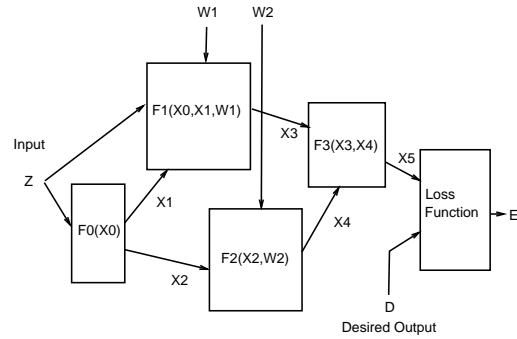 W1
W2
F1(X0,X1,W1)
X3
F3(X3,X4)
Input
X5
Z
X1
Loss
Function
E
F0(X0)
X4
F2(X2,W2)
X2
D
Desired Output